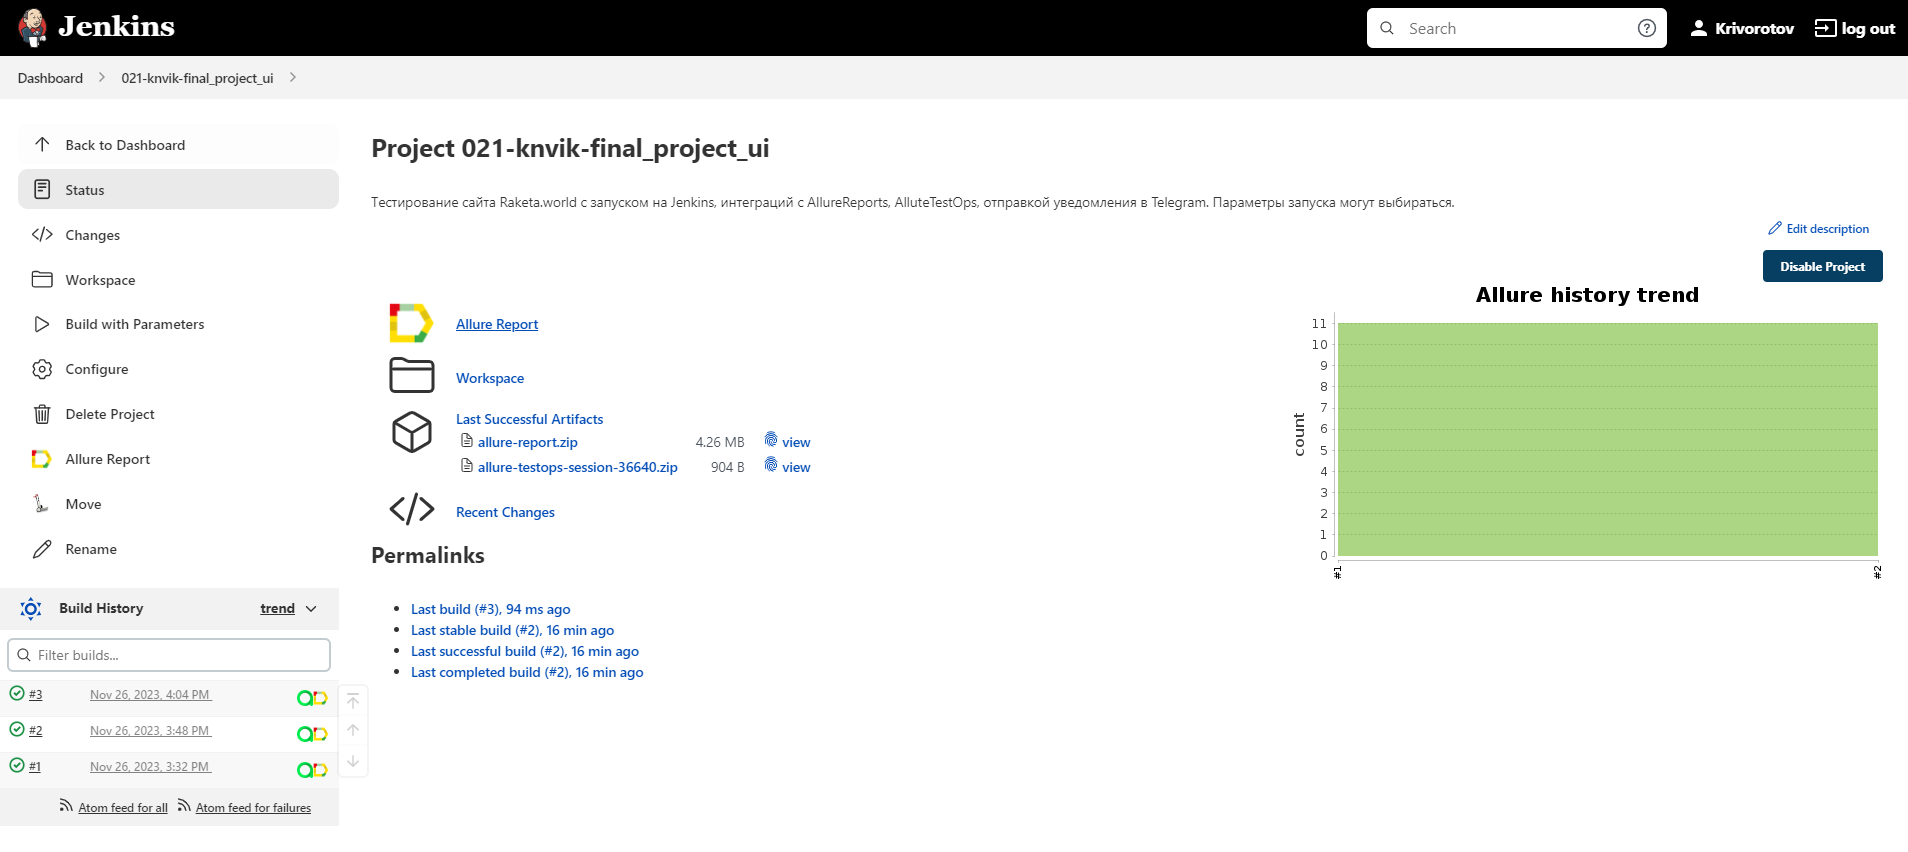 Jenkins
Search
Krivorotov
log out
Dashboard
021-knvik-final_project_ui
Back to Dashboard
Status
Changes
Workspace
Build with Parameters
Configure
Delete Project
Allure Report
Move
Rename
Build History
trend
Filter builds...
#3 Nov 26, 2023, 4:04 PM
#2 Nov 26, 2023, 3:48 PM
#1 Nov 26, 2023, 3:32 PM
Atom feed for all
Atom feed for failures
Project 021-knvik-final_project_ui
Тестирование сайта Raketa.world с запуском на Jenkins, интеграций с AllureReports, AlluteTestOps, отправкой уведомления в Telegram. Параметры запуска могут выбираться.
Edit description
Disable Project
Allure Report
Workspace
Last Successful Artifacts
allure-report.zip 4.26 MB view
allure-testops-session-36640.zip 904 B view
Recent Changes
Permalinks
Last build (#3), 94 ms ago
Last stable build (#2), 16 min ago
Last successful build (#2), 16 min ago
Last completed build (#2), 16 min ago
Allure history trend
count
11
10
9
8
7
6
5
4
3
2
1
0
#1
#2